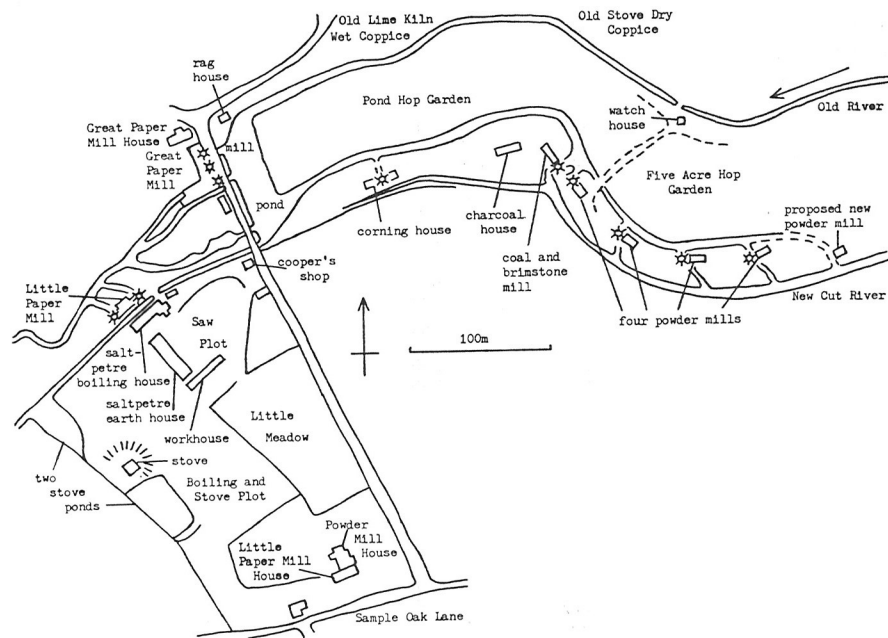 Old Lime Kiln
Wet Coppice
Old Stove Dry
Coppice
rag
house
Pond Hop Garden
Old River
watch
house
Great Paper
Mill House
Great
Paper
Mill
mill
pond
Five Acre Hop
Garden
corning house
charcoal
house
coal and
brimstone
mill
proposed new
powder mill
cooper's
shop
Little
Paper
Mill
New Cut River
four powder mills
Saw
Plot
100m
salt-
petre
boiling house
saltpetre
earth house
workhouse
Little
Meadow
stove
two
stove
ponds
Boiling and
Stove Plot
Powder
Mill
House
Little
Paper Mill
House
Sample Oak Lane